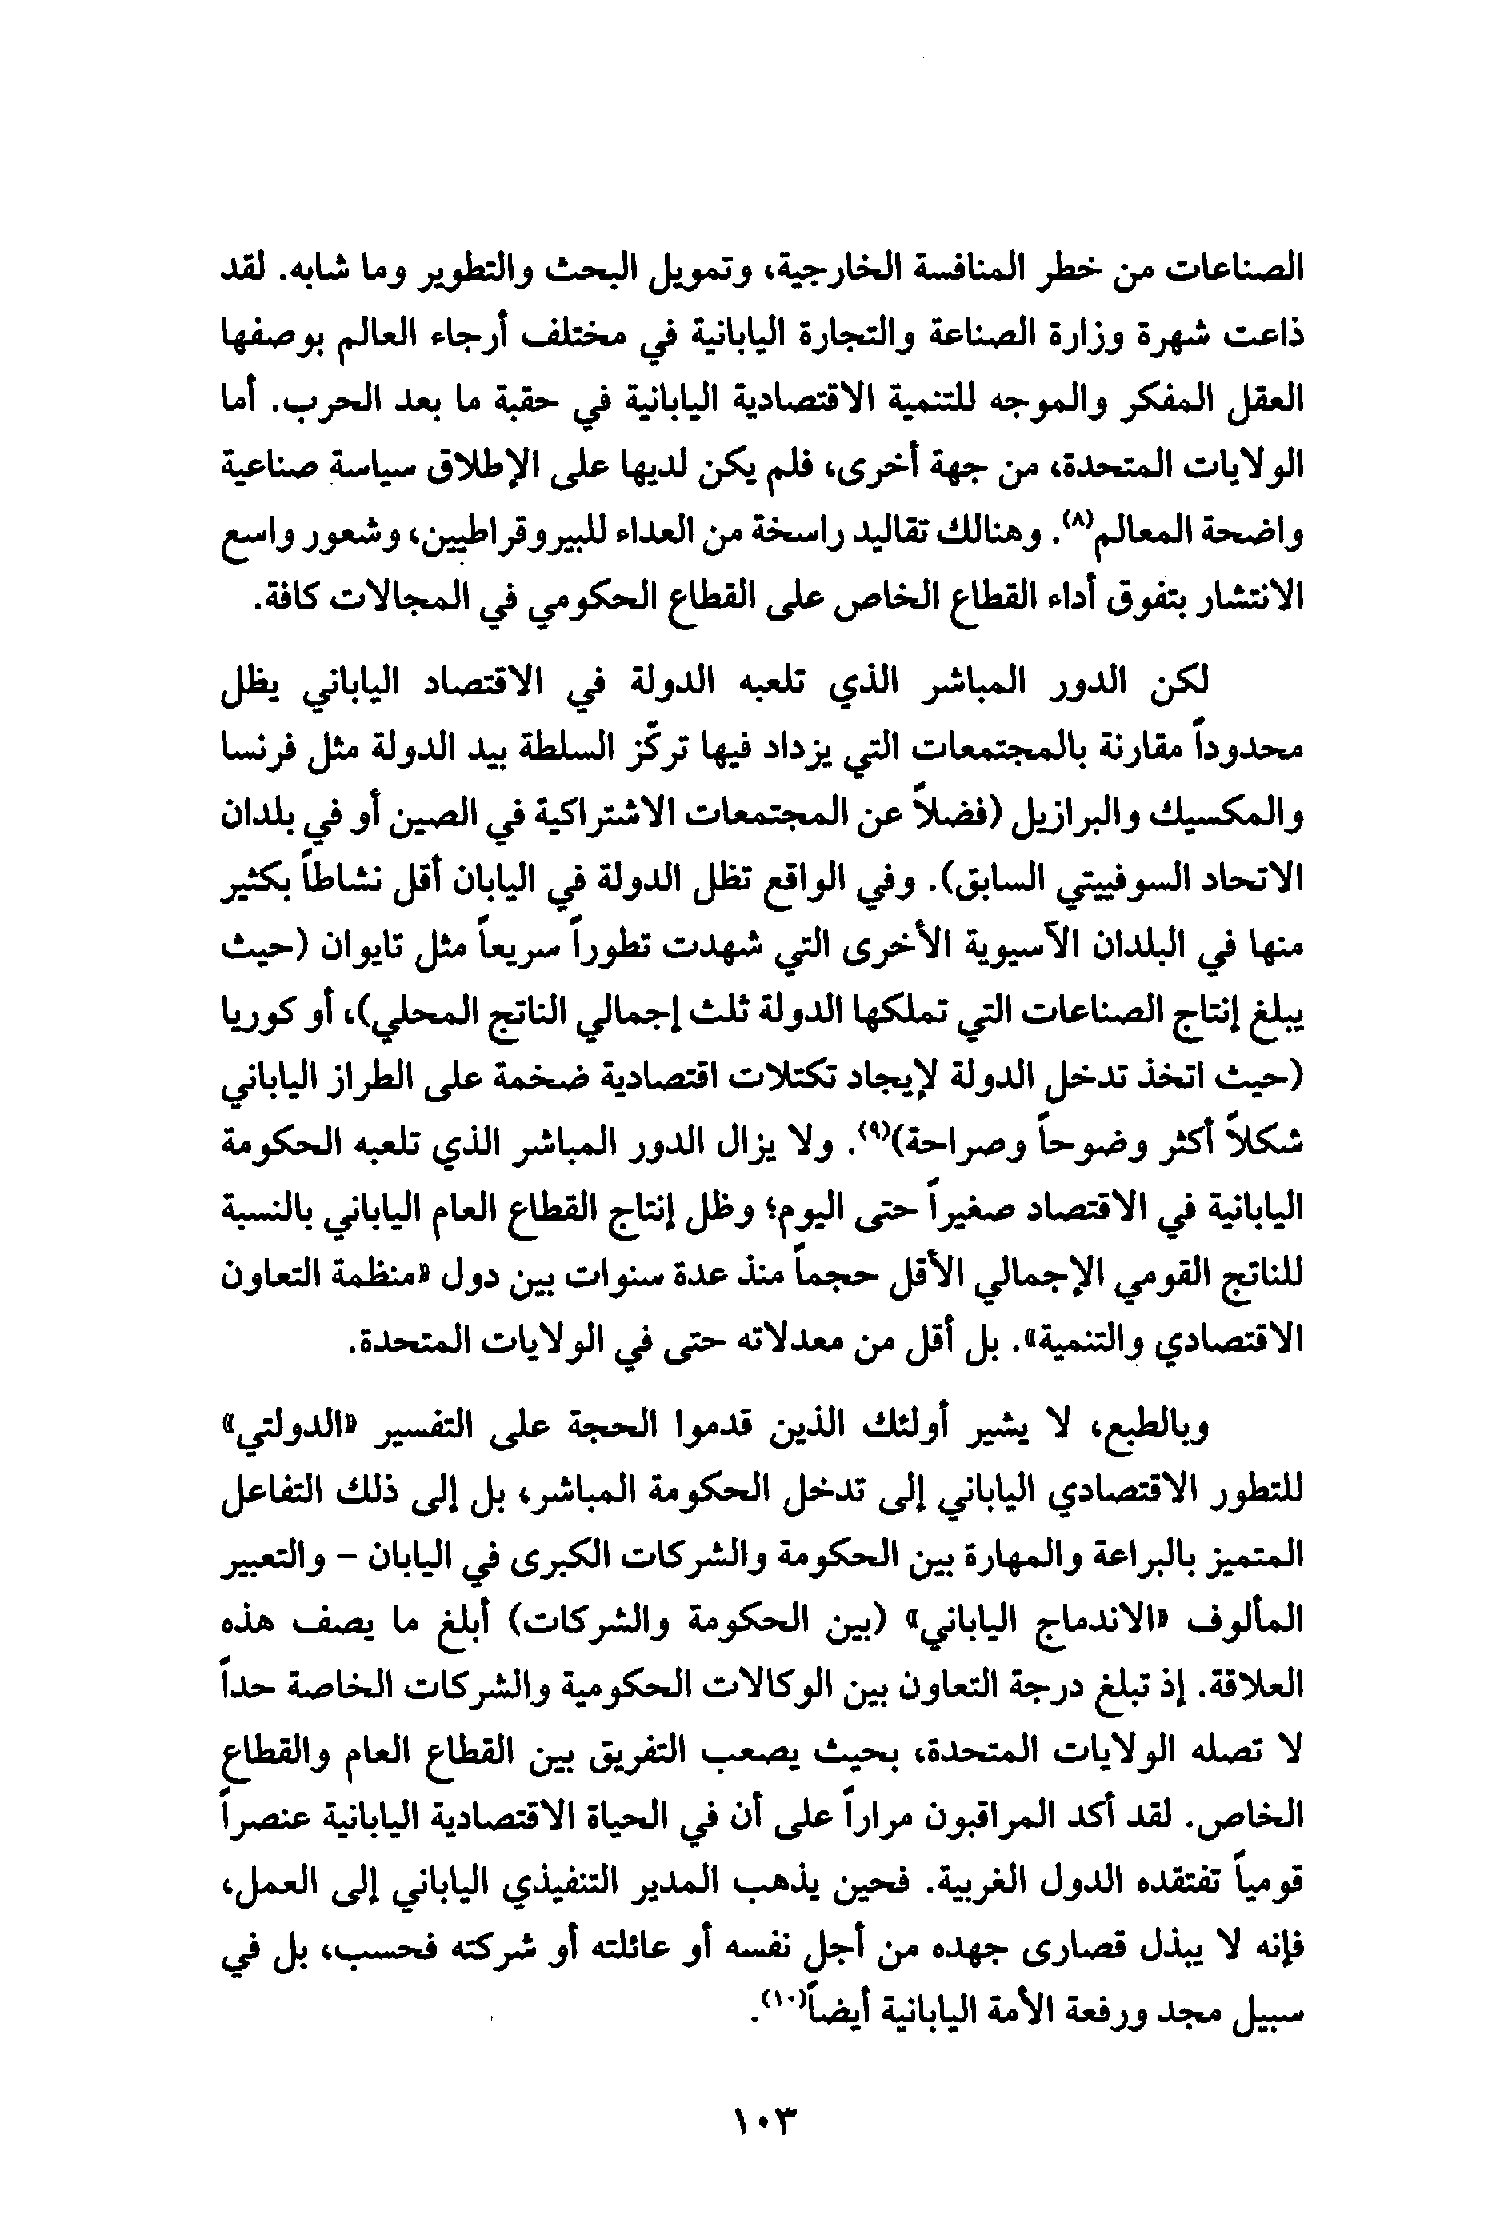 الصناعات من خطر المنافسة الخارجية، وتمويل البحث والتطوير وما شابه. لقد
ذاعت شهرة وزارة الصناعة والتجارة اليابانية في مختلف أرجاء العالم بوصفها
العقل المفكر والموجه للتنمية الاقتصادية اليابانية في حقبة ما بعد الحرب. أما
الولايات المتحدة، من جهة أخرى، فلم يكن لديها على الإطلاق سياسة صناعية
واضحة المعالم(٨). وهنالك تقاليد راسخة من العداء للبيروقراطيين، وشعور واسع
الانتشار بتفوق أداء القطاع الخاص على القطاع الحكومي في المجالات كافة.
لكن الدور المباشر الذي تلعبه الدولة في الاقتصاد الياباني يظل
محدوداً مقارنة بالمجتمعات التي يزداد فيها تركّز السلطة بيد الدولة مثل فرنسا
والمكسيك والبرازيل (فضلاً عن المجتمعات الاشتراكية في الصين أو في بلدان
الاتحاد السوفييتي السابق). وفي الواقع تظل الدولة في اليابان أقل نشاطاً بكثير
منها في البلدان الآسيوية الأخرى التي شهدت تطوراً سريعاً مثل تايوان (حيث
يبلغ إنتاج الصناعات التي تملكها الدولة ثلث إجمالي الناتج المحلي)، أو كوريا
(حيث اتخذ تدخل الدولة لإيجاد تكتلات اقتصادية ضخمة على الطراز الياباني
شكلاً أكثر وضوحاً وصراحة)(٩). ولا يزال الدور المباشر الذي تلعبه الحكومة
اليابانية في الاقتصاد صغيراً حتى اليوم؛ وظل إنتاج القطاع العام الياباني بالنسبة
للناتج القومي الإجمالي الأقل حجماً منذ عدة سنوات بين دول «منظمة التعاون
الاقتصادي والتنمية». بل أقل من معدلاته حتى في الولايات المتحدة.
وبالطبع، لا يشير أولئك الذين قدموا الحجة على التفسير «الدولتي»
للتطور الاقتصادي الياباني إلى تدخل الحكومة المباشر، بل إلى ذلك التفاعل
المتميز بالبراعة والمهارة بين الحكومة والشركات الكبرى في اليابان - والتعبير
المألوف «الاندماج الياباني» (بين الحكومة والشركات) أبلغ ما يصف هذه
العلاقة. إذ تبلغ درجة التعاون بين الوكالات الحكومية والشركات الخاصة حداً
لا تصله الولايات المتحدة، بحيث يصعب التفريق بين القطاع العام والقطاع
الخاص. لقد أكد المراقبون مراراً على أن في الحياة الاقتصادية اليابانية عنصراً
قومياً تفتقده الدول الغربية. فحين يذهب المدير التنفيذي الياباني إلى العمل،
فإنه لا يبذل قصارى جهده من أجل نفسه أو عائلته أو شركته فحسب، بل في
سبيل مجد ورفعة الأمة اليابانية أيضاً(١٠).
١٠٣